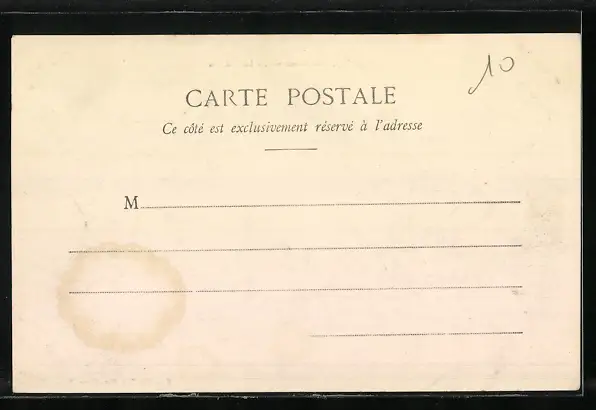 10
CARTE POSTALE
Ce côté est exclusivement réservé à l'adresse
M